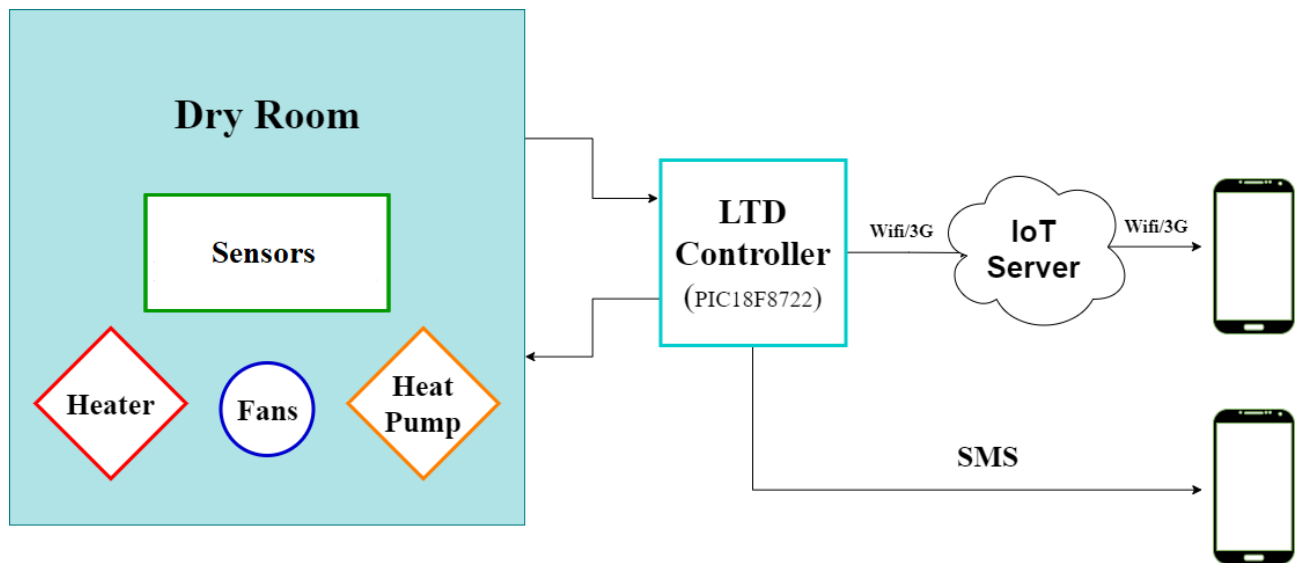 Dry Room
Sensors
Heater
Fans
Heat
Pump
LTD
Controller
(PIC18F8722)
Wifi/3G
IoT
Server
Wifi/3G
SMS